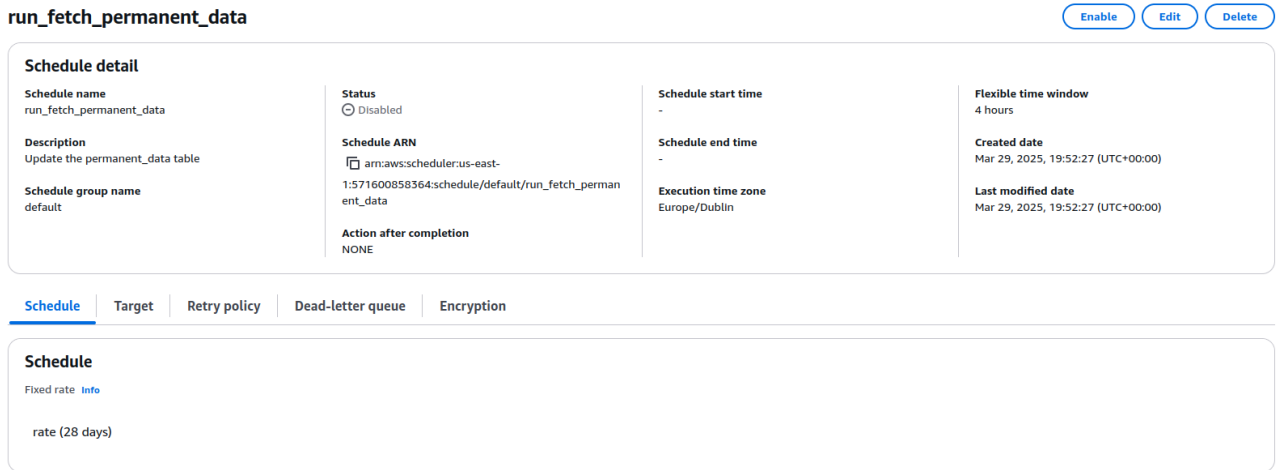 run_fetch_permanent_data
Enable
Edit
Delete
Schedule detail
Schedule name
run_fetch_permanent_data
Description
Update the permanent_data table
Schedule group name
default
Status
Disabled
Schedule ARN
arn:aws:scheduler:us-east-
1:571600858364:schedule/default/run_fetch_perman
ent_data
Action after completion
NONE
Schedule start time
-
Schedule end time
-
Execution time zone
Europe/Dublin
Flexible time window
4 hours
Created date
Mar 29, 2025, 19:52:27 (UTC+00:00)
Last modified date
Mar 29, 2025, 19:52:27 (UTC+00:00)
Schedule
Target
Retry policy
Dead-letter queue
Encryption
Schedule
Fixed rate Info
rate (28 days)